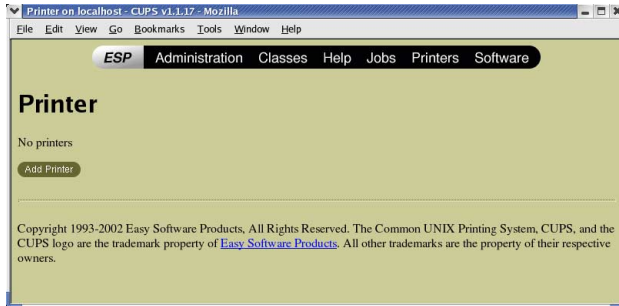 Printer on localhost - CUPS v1.1.17 - Mozilla
File Edit View Go Bookmarks Tools Window Help
ESP Administration Classes Help Jobs Printers Software
Printer
No printers
Add Printer
Copyright 1993-2002 Easy Software Products, All Rights Reserved. The Common UNIX Printing System, CUPS, and the
CUPS logo are the trademark property of Easy Software Products. All other trademarks are the property of their respective
owners.